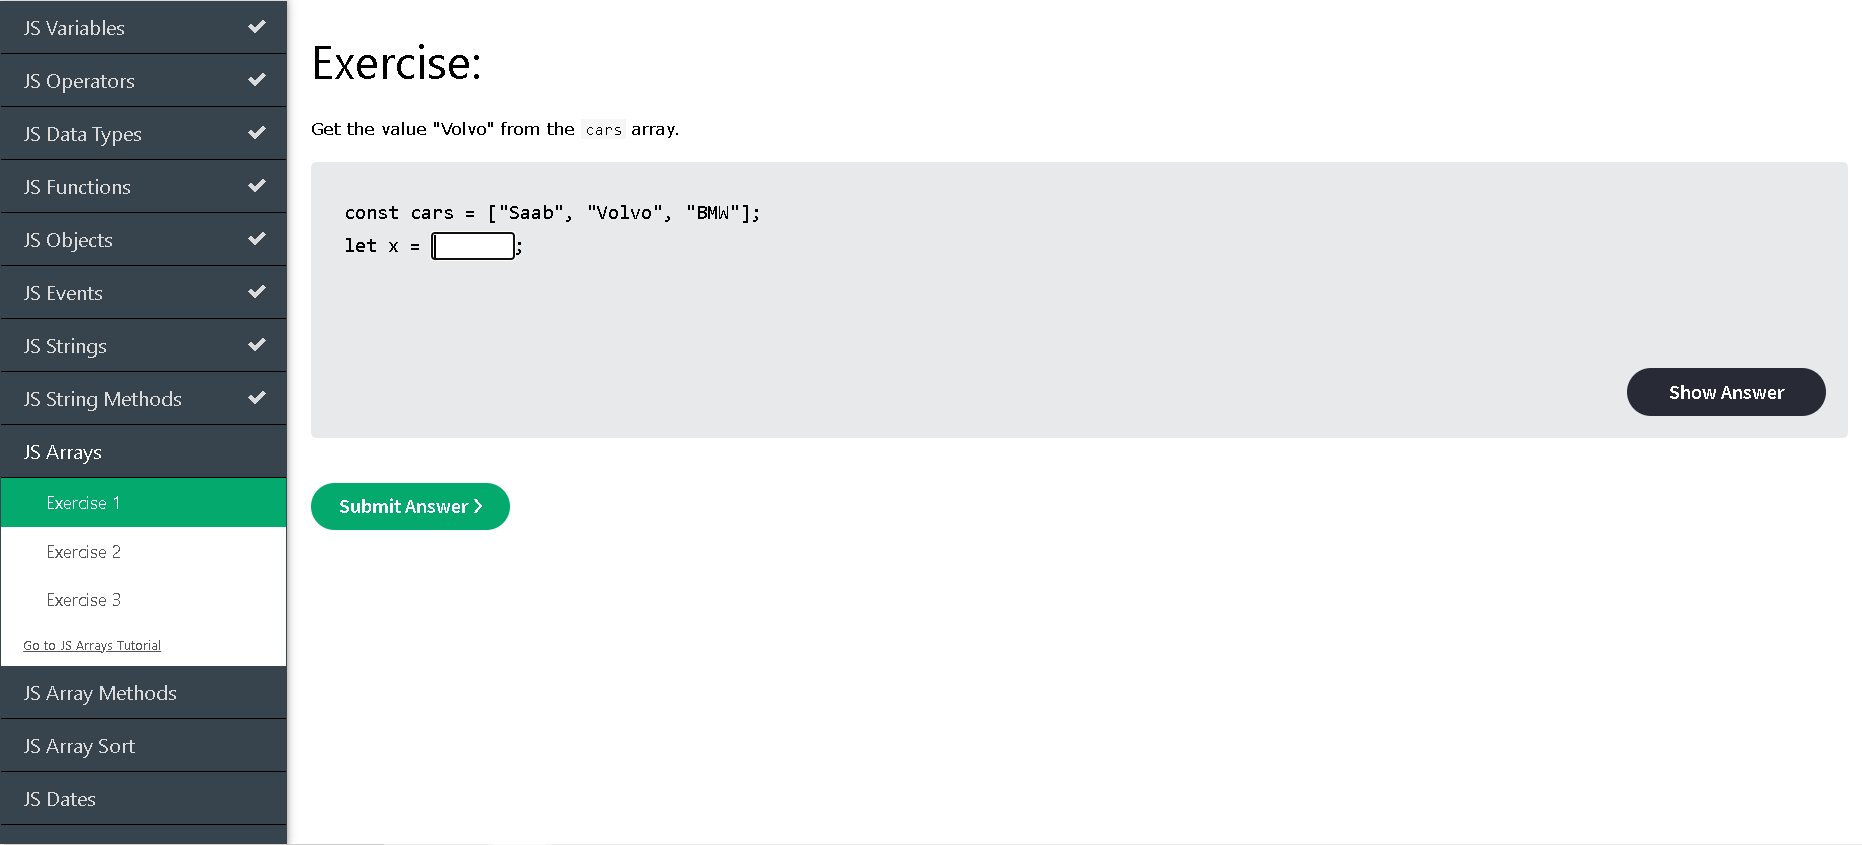 JS Variables
JS Operators
JS Data Types
JS Functions
JS Objects
JS Events
JS Strings
JS String Methods
JS Arrays
Exercise 1
Exercise 2
Exercise 3
Go to JS Arrays Tutorial
JS Array Methods
JS Array Sort
JS Dates
Exercise:
Get the value "Volvo" from the cars array.
const cars = ["Saab", "Volvo", "BMW"];
let x = ;
Show Answer
Submit Answer ❯